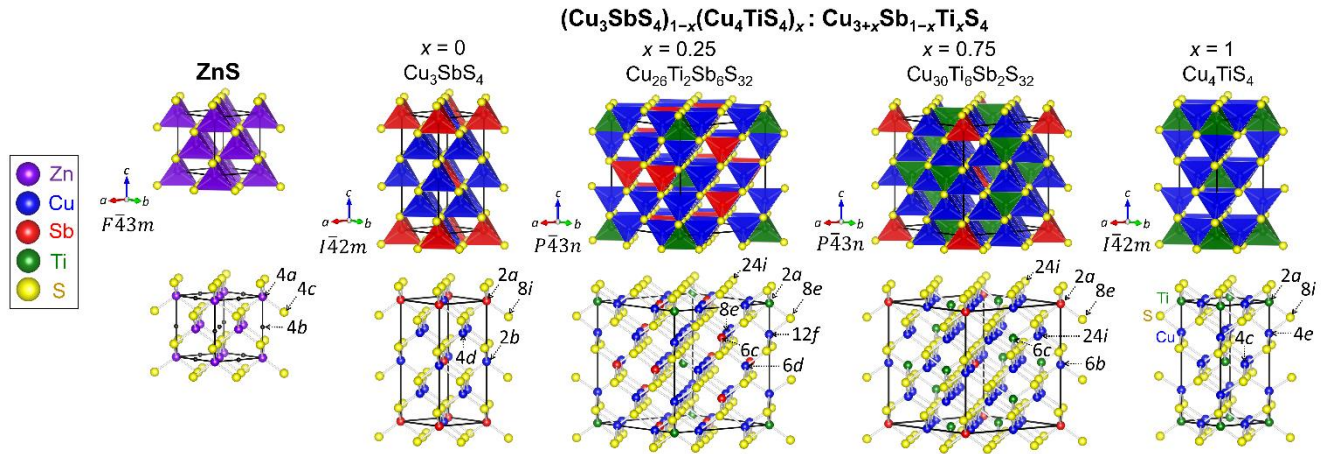 (Cu₃SbS₄)₁₋ₓ(Cu₄TiS₄)ₓ : Cu₃₊ₓSb₁₋ₓTiₓS₄
x = 0
x = 0.25
x = 0.75
x = 1
ZnS
Cu₃SbS₄
Cu₂₆Ti₂Sb₆S₃₂
Cu₃₀Ti₆Sb₂S₃₂
Cu₄TiS₄
Zn
Cu
Sb
Ti
S
c
a
b
F4̄3m
c
a
b
I4̄2m
c
a
b
P4̄3n
c
a
b
P4̄3n
c
a
b
I4̄2m
4a
4c
4b
2a
8i
2b
4d
24i
2a
8e
8e
12f
6c
6d
24i
2a
8e
24i
6c
6b
Ti
S
Cu
2a
8i
4e
4c